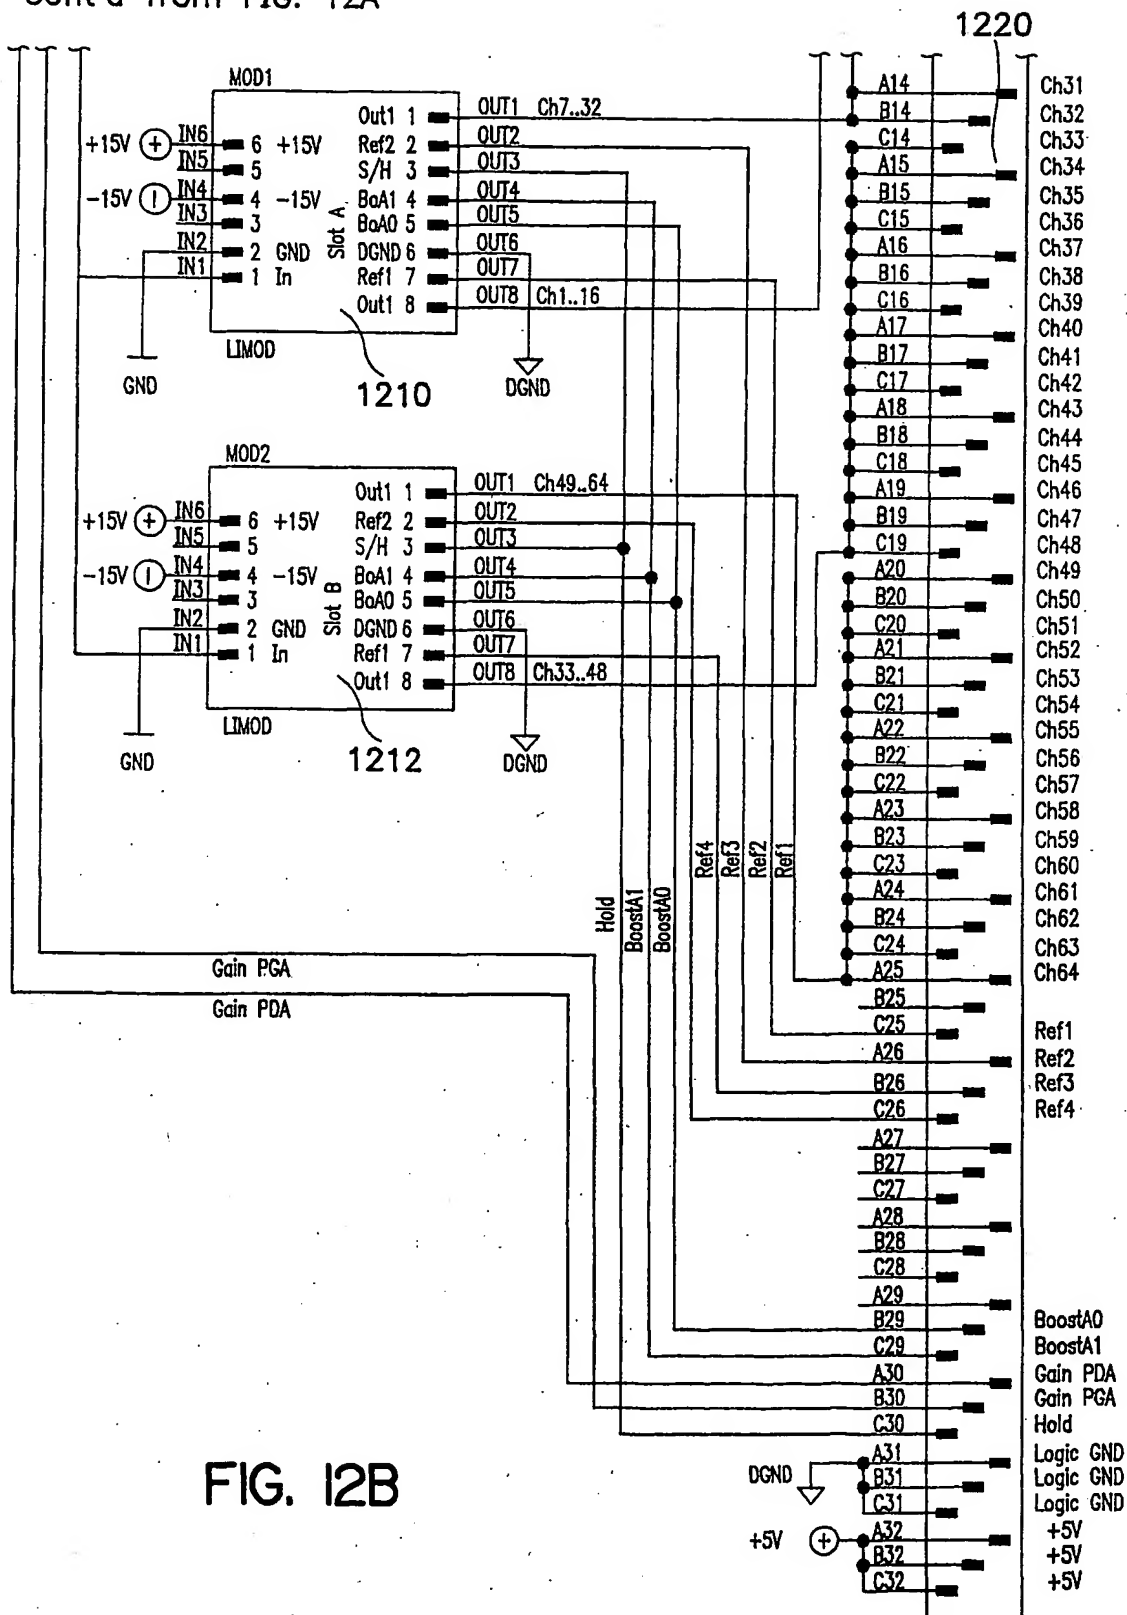 Cont'd from FIG. 12A
1220
MOD1
+15V + IN6 6 +15V
IN5 5
-15V IN4 4 -15V
IN3 3
IN2 2 GND
IN1 1 In
Slot A
Out1 1 OUT1 Ch7..32
Ref2 2 OUT2
S/H 3 OUT3
BoA1 4 OUT4
BoA0 5 OUT5
DGND 6 OUT6
Ref1 7 OUT7
Out1 8 OUT8 Ch1..16
LIMOD
GND
1210
DGND
MOD2
+15V + IN6 6 +15V
IN5 5
-15V IN4 4 -15V
IN3 3
IN2 2 GND
IN1 1 In
Slot B
Out1 1 OUT1 Ch49..64
Ref2 2 OUT2
S/H 3 OUT3
BoA1 4 OUT4
BoA0 5 OUT5
DGND 6 OUT6
Ref1 7 OUT7
Out1 8 OUT8 Ch33..48
LIMOD
GND
1212
DGND
Hold
BoostA1
BoostA0
Ref4
Ref3
Ref2
Ref1
Gain PGA
Gain PDA
A14 Ch31
B14 Ch32
C14 Ch33
A15 Ch34
B15 Ch35
C15 Ch36
A16 Ch37
B16 Ch38
C16 Ch39
A17 Ch40
B17 Ch41
C17 Ch42
A18 Ch43
B18 Ch44
C18 Ch45
A19 Ch46
B19 Ch47
C19 Ch48
A20 Ch49
B20 Ch50
C20 Ch51
A21 Ch52
B21 Ch53
C21 Ch54
A22 Ch55
B22 Ch56
C22 Ch57
A23 Ch58
B23 Ch59
C23 Ch60
A24 Ch61
B24 Ch62
C24 Ch63
A25 Ch64
B25
C25 Ref1
A26 Ref2
B26 Ref3
C26 Ref4
A27
B27
C27
A28
B28
C28
A29
B29 BoostA0
C29 BoostA1
A30 Gain PDA
B30 Gain PGA
C30 Hold
DGND A31 Logic GND
B31 Logic GND
C31 Logic GND
+5V + A32 +5V
B32 +5V
C32 +5V
FIG. 12B